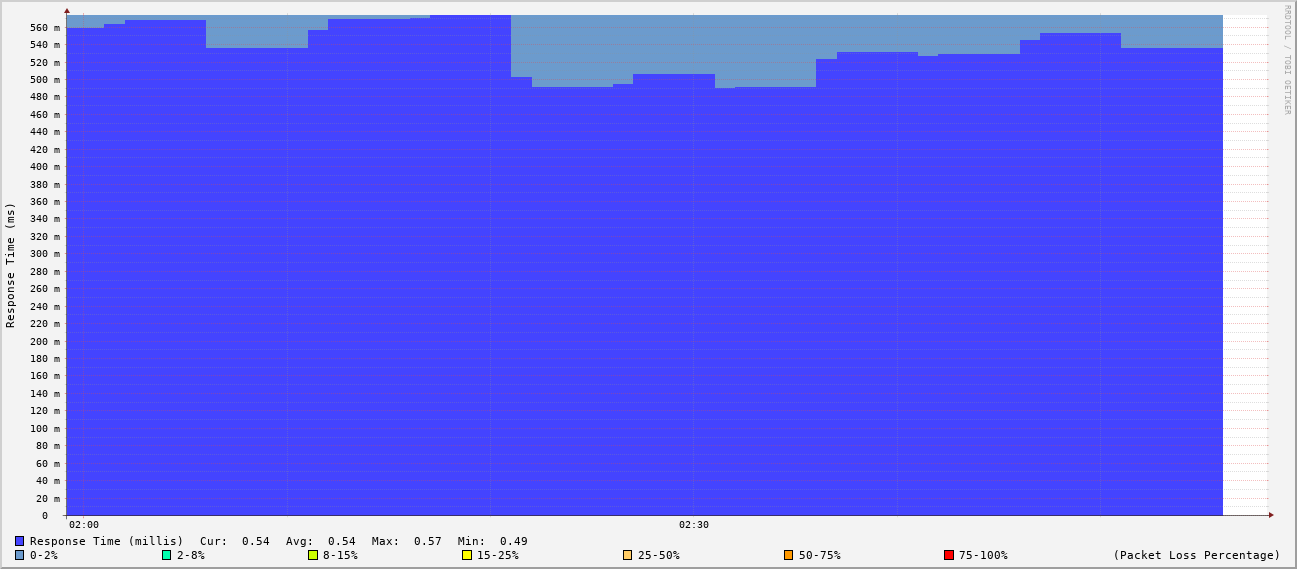 RRDTOOL / TOBI OETIKER
Response Time (ms)
560 m
540 m
520 m
500 m
480 m
460 m
440 m
420 m
400 m
380 m
360 m
340 m
320 m
300 m
280 m
260 m
240 m
220 m
200 m
180 m
160 m
140 m
120 m
100 m
80 m
60 m
40 m
20 m
0
02:00 02:30
Response Time (millis) Cur: 0.54 Avg: 0.54 Max: 0.57 Min: 0.49
0-2% 2-8% 8-15% 15-25% 25-50% 50-75% 75-100% (Packet Loss Percentage)